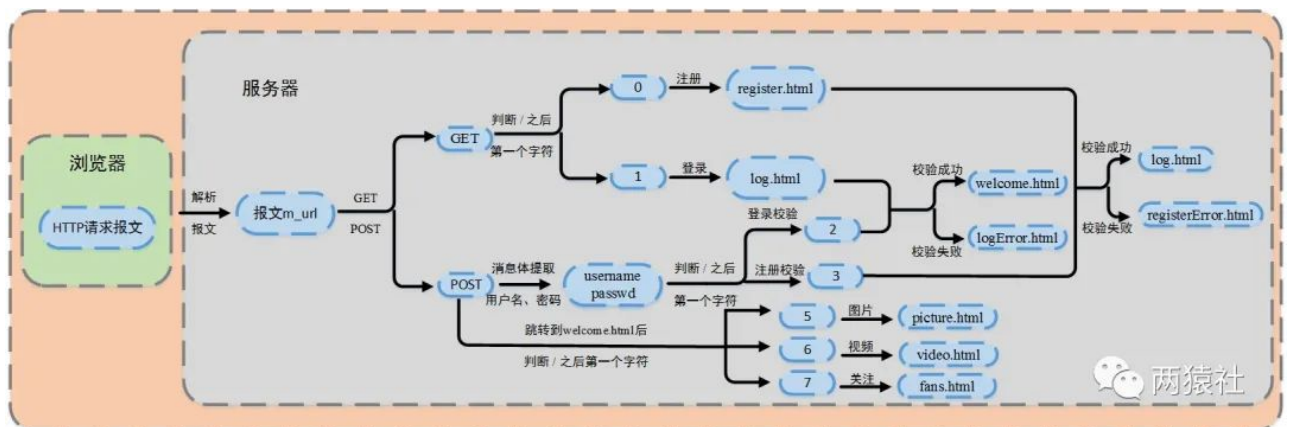 服务器
浏览器
HTTP请求报文
解析
报文
报文m_url
GET
POST
GET
判断 / 之后
第一个字符
0
注册
register.html
1
登录
log.html
校验成功
welcome.html
校验失败
logError.html
校验成功
log.html
校验失败
registerError.html
POST
消息体提取
用户名、密码
username
passwd
判断 / 之后
第一个字符
登录校验
2
注册校验
3
跳转到welcome.html后
判断 / 之后第一个字符
5
图片
picture.html
6
视频
video.html
7
关注
fans.html
两猿社